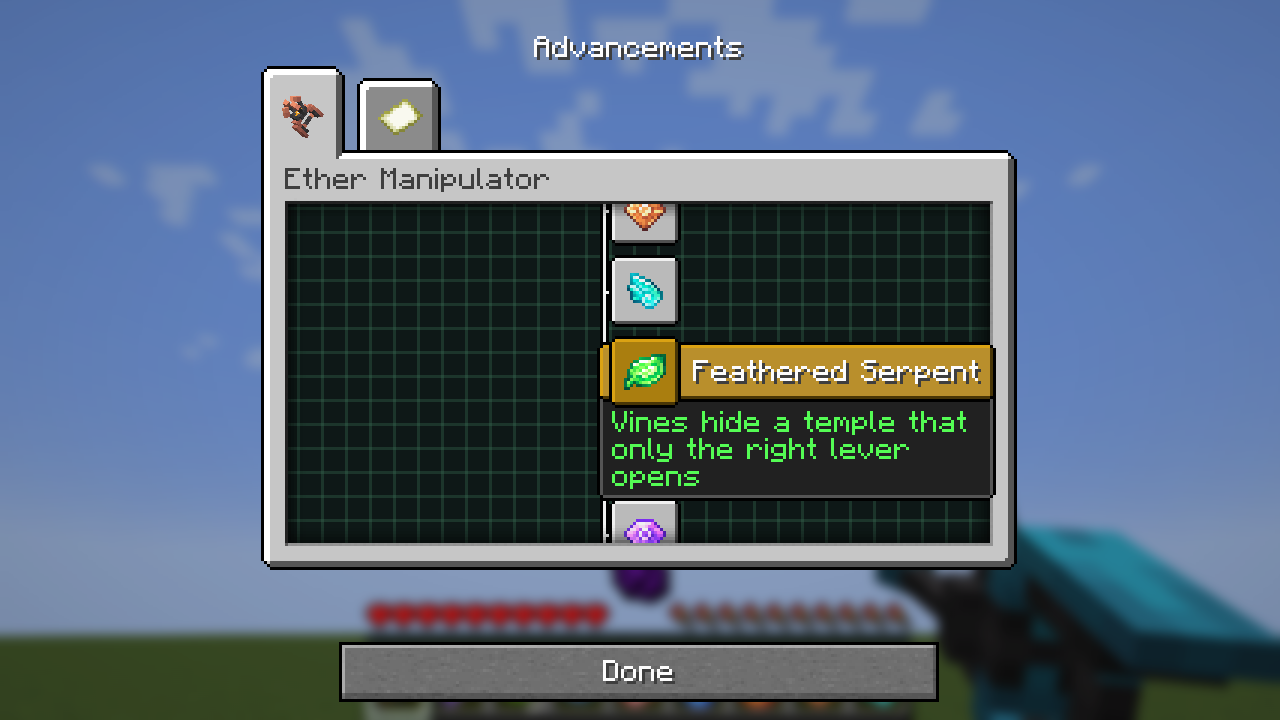 Advancements
Ether Manipulator
Feathered Serpent
Vines hide a temple that
only the right lever
opens
Done